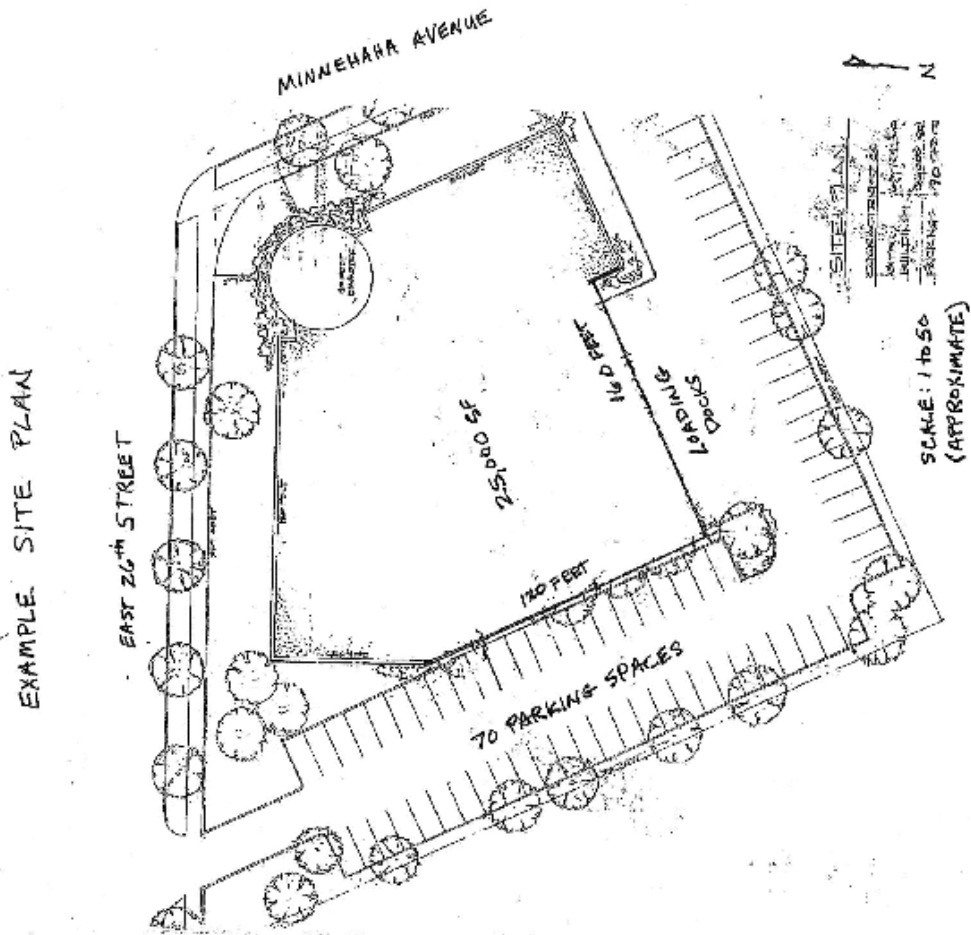 EXAMPLE SITE PLAN
EAST 26th STREET
MINNEHAHA AVENUE
N
SITE PLAN
SCALE: 1 to 50
(APPROXIMATE)
25,000 SF
160 FEET
LOADING
DOCKS
120 FEET
70 PARKING SPACES